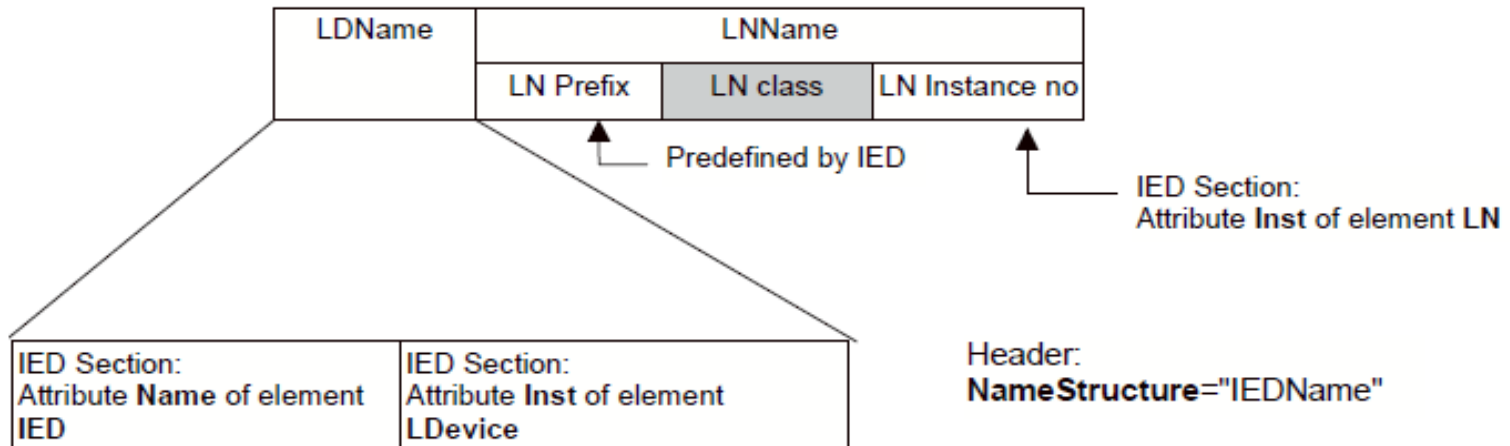 LDName
LNName
LN Prefix
LN class
LN Instance no
Predefined by IED
IED Section:
Attribute Inst of element LN
IED Section:
Attribute Name of element
IED
IED Section:
Attribute Inst of element
LDevice
Header:
NameStructure="IEDName"